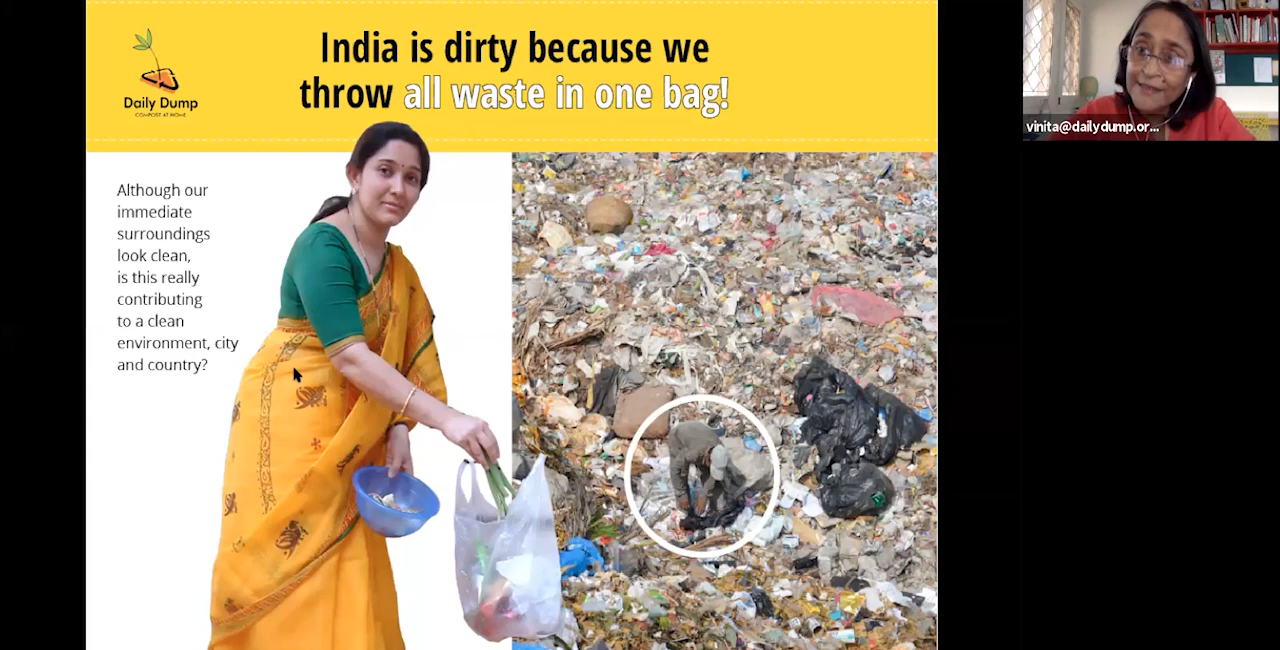 India is dirty because we
throw all waste in one bag!
Daily Dump
COMPOST AT HOME
Although our
immediate
surroundings
look clean,
is this really
contributing
to a clean
environment, city
and country?
vinita@dailydump.or...